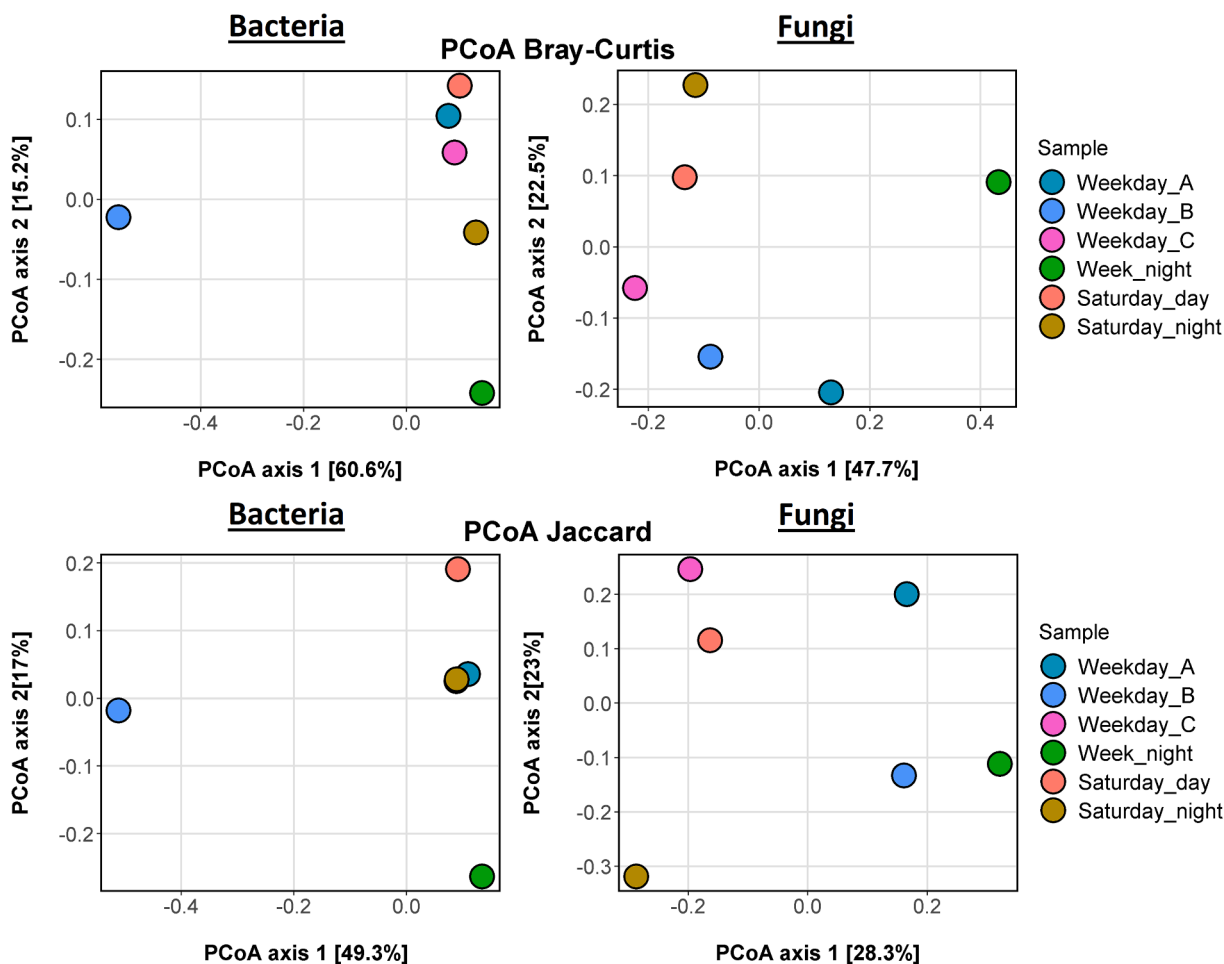 Bacteria
Fungi
PCoA Bray-Curtis
PCoA axis 2 [15.2%]
0.1
0.0
-0.1
-0.2
-0.4
-0.2
0.0
PCoA axis 1 [60.6%]
PCoA axis 2 [22.5%]
0.2
0.1
0.0
-0.1
-0.2
-0.2
0.0
0.2
0.4
PCoA axis 1 [47.7%]
Sample
Weekday_A
Weekday_B
Weekday_C
Week_night
Saturday_day
Saturday_night
Bacteria
Fungi
PCoA Jaccard
PCoA axis 2[17%]
0.2
0.1
0.0
-0.1
-0.2
-0.4
-0.2
0.0
PCoA axis 1 [49.3%]
PCoA axis 2[23%]
0.2
0.1
0.0
-0.1
-0.2
-0.3
-0.2
0.0
0.2
PCoA axis 1 [28.3%]
Sample
Weekday_A
Weekday_B
Weekday_C
Week_night
Saturday_day
Saturday_night